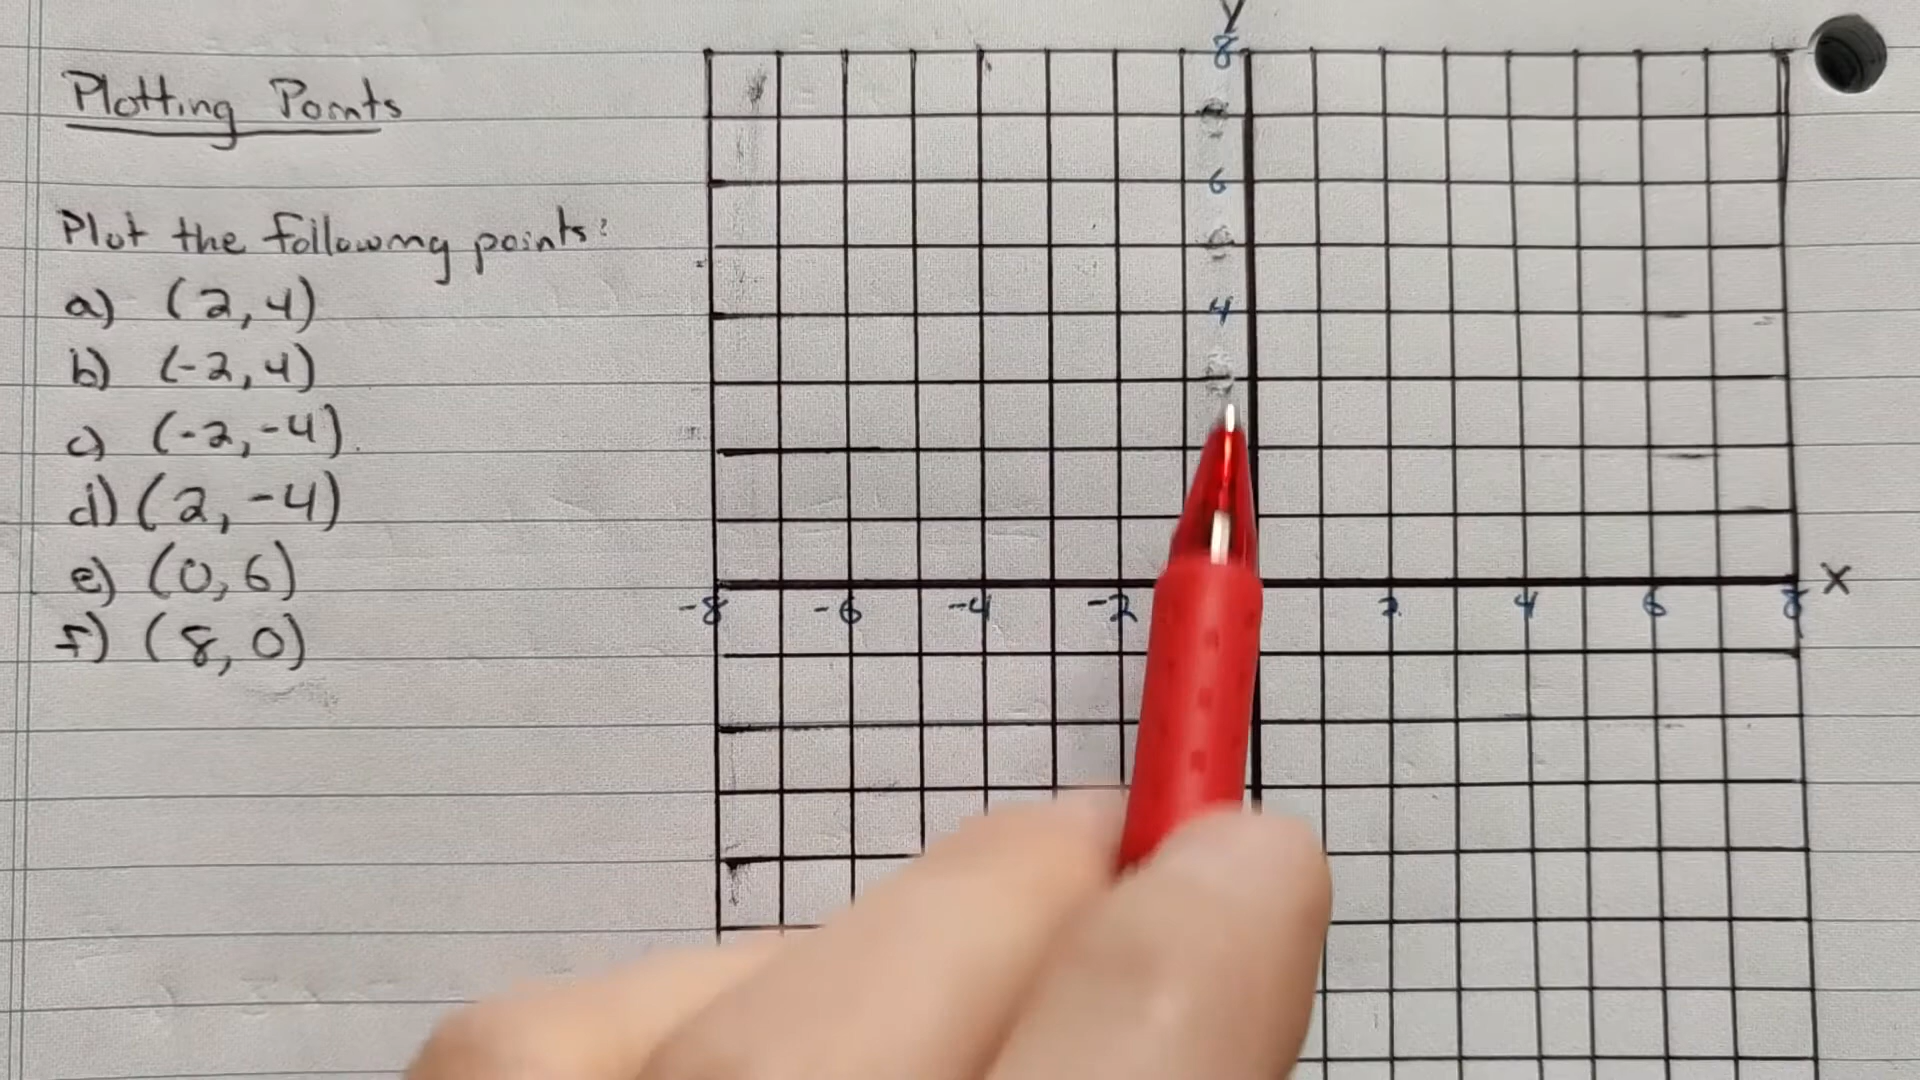 Plotting Points
Plot the following points:
a) (2,4)
b) (-2,4)
c) (-2,-4)
d) (2,-4)
e) (0,6)
f) (8,0)
y
8
6
4
-8 -6 -4 -2 2 4 6 8 x